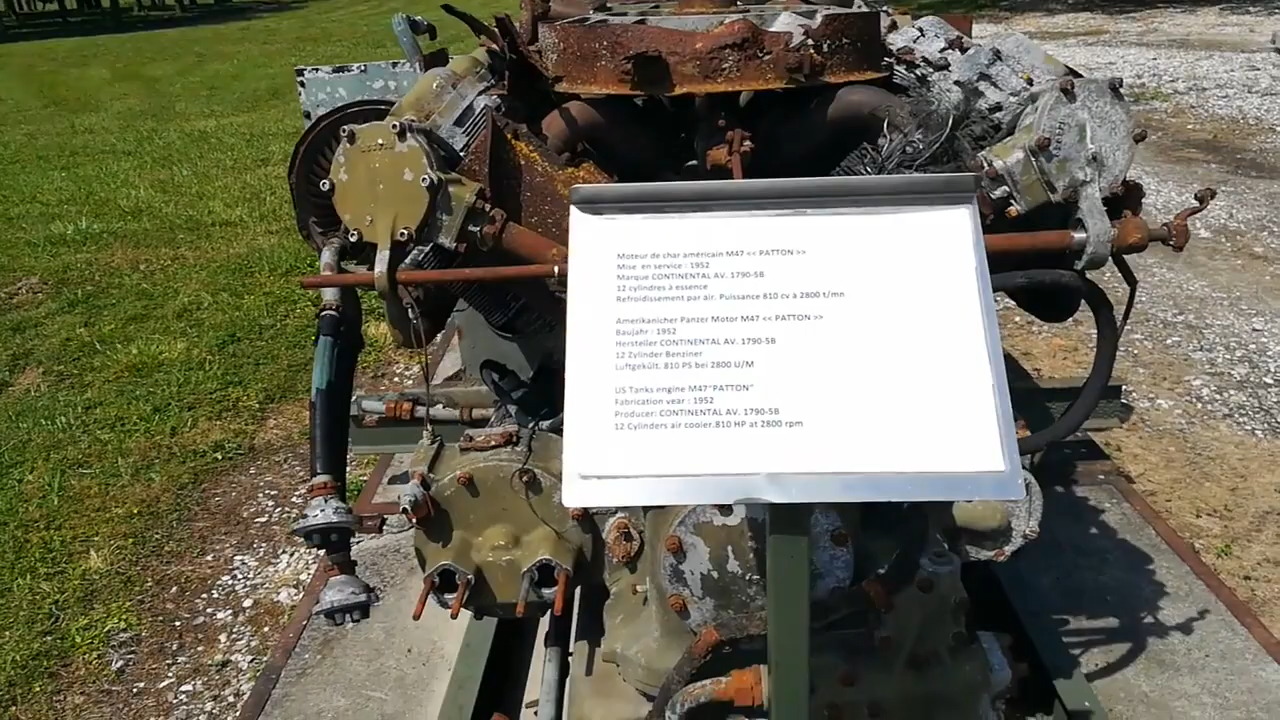 Moteur de char américain M47 << PATTON >>
Mise en service : 1952
Marque CONTINENTAL AV. 1790-5B
12 cylindres à essence
Refroidissement par air. Puissance 810 cv à 2800 t/mn
Amerikanicher Panzer Motor M47 << PATTON >>
Baujahr : 1952
Hersteller CONTINENTAL AV. 1790-5B
12 Zylinder Benziner
Luftgekült. 810 PS bei 2800 U/M
US Tanks engine M47"PATTON"
Fabrication vear : 1952
Producer: CONTINENTAL AV. 1790-5B
12 Cylinders air cooler.810 HP at 2800 rpm